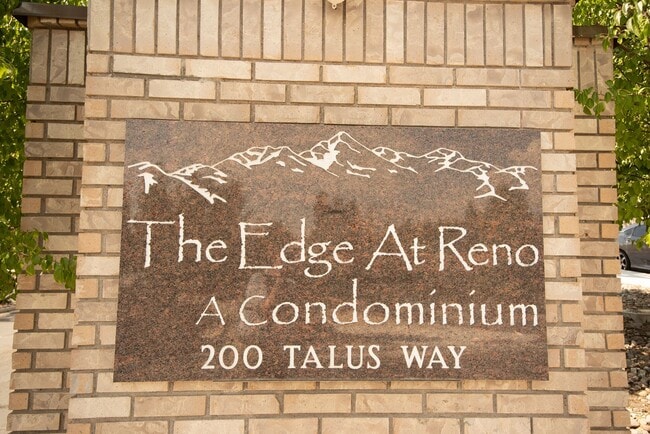 The Edge At Reno
A Condominium
200 TALUS WAY